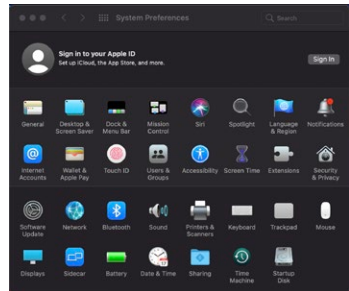 System Preferences
Search
Sign in to your Apple ID
Set up iCloud, the App Store, and more.
Sign In
General
Desktop &
Screen Saver
Dock &
Menu Bar
Mission
Control
Siri
Spotlight
Language
& Region
Notifications
Internet
Accounts
Wallet &
Apple Pay
Touch ID
Users &
Groups
Accessibility
Screen Time
Extensions
Security
& Privacy
Software
Update
Network
Bluetooth
Sound
Printers &
Scanners
Keyboard
Trackpad
Mouse
Displays
Sidecar
Battery
Date & Time
Sharing
Time
Machine
Startup
Disk